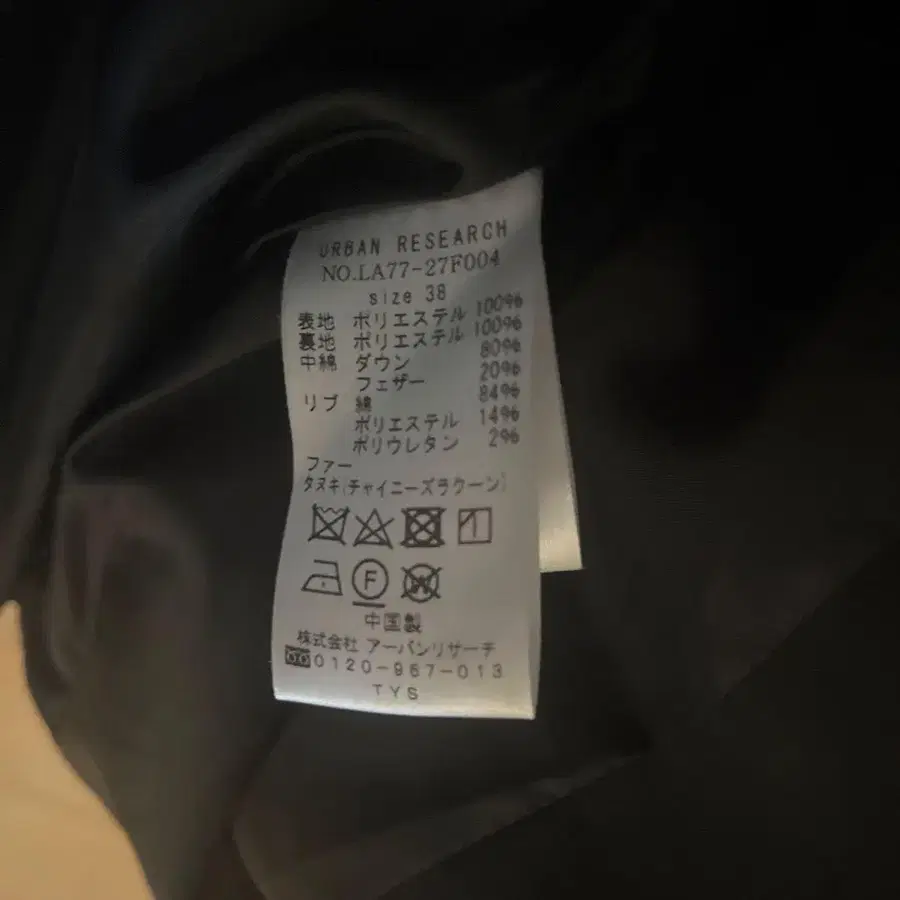 URBAN RESEARCH
NO.LA77-27F004
size 38
表地 ポリエステル 100%
裏地 ポリエステル 100%
中綿 ダウン 80%
フェザー 20%
リブ 綿 84%
ポリエステル 14%
ポリウレタン 2%
ファー
タヌキ(チャイニーズラクーン)
F
W
中国製
株式会社 アーバンリサーチ
0120-967-013
TYS